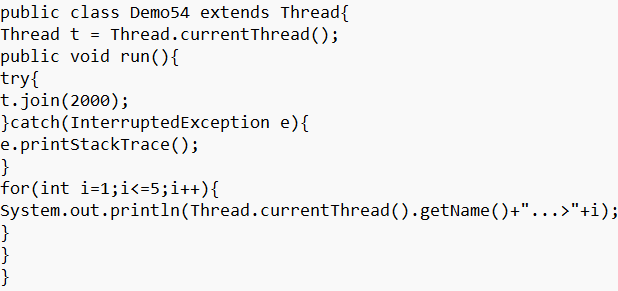 public class Demo54 extends Thread{
Thread t = Thread.currentThread();
public void run(){
try{
t.join(2000);
}catch(InterruptedException e){
e.printStackTrace();
}
for(int i=1;i<=5;i++){
System.out.println(Thread.currentThread().getName()+"...>"+i);
}
}
}